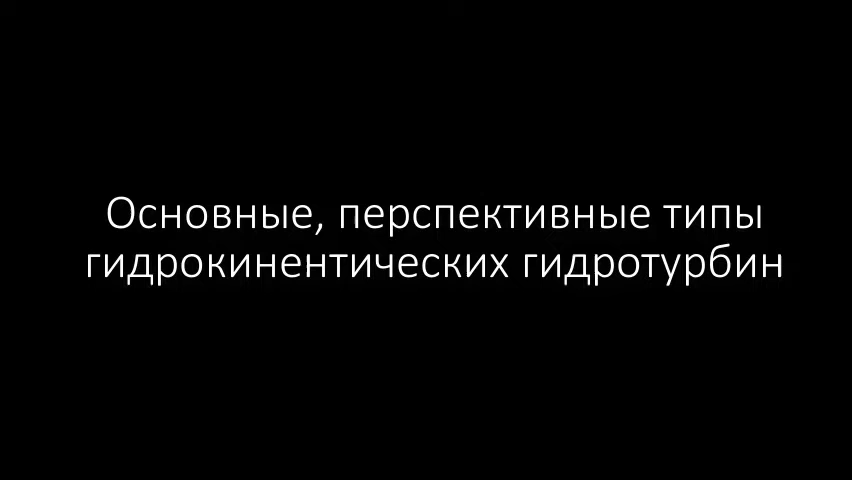 Основные, перспективные типы
гидрокинентических гидротурбин